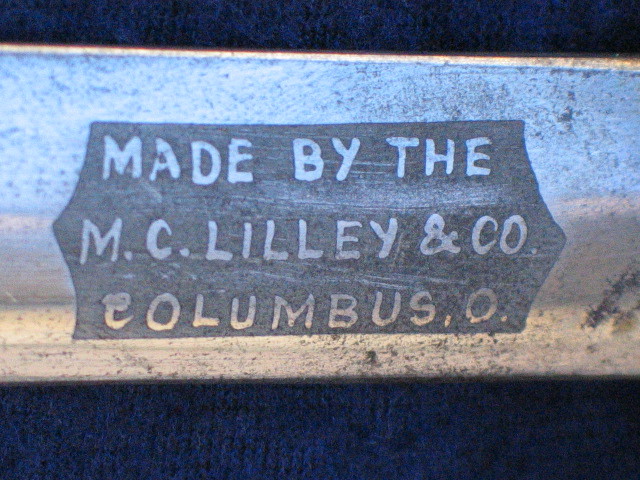 MADE BY THE
M.C. LILLEY & CO.
COLUMBUS, O.